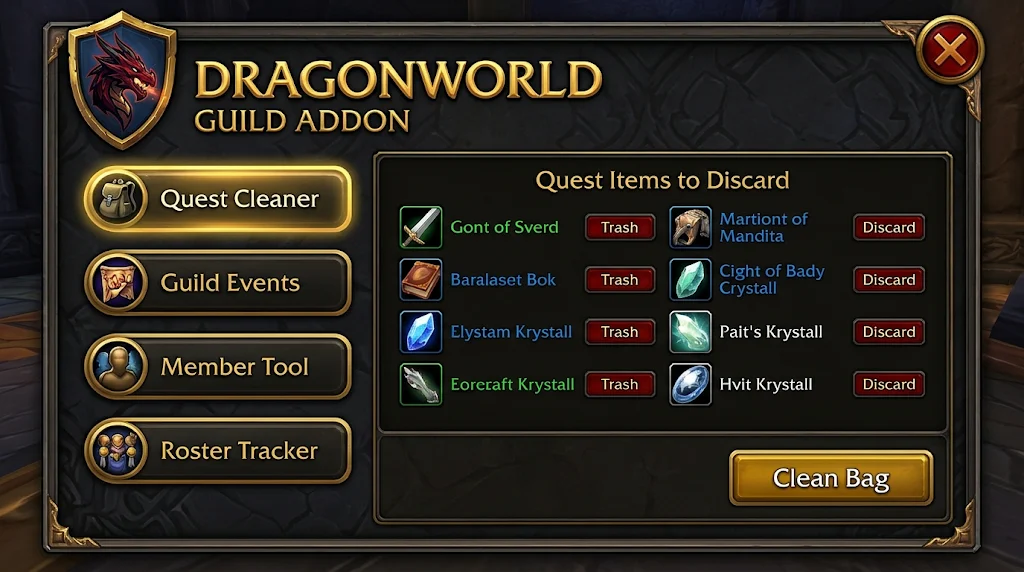 DRAGONWORLD
GUILD ADDON
Quest Cleaner
Guild Events
Member Tool
Roster Tracker
Quest Items to Discard
Gont of Sverd
Trash
Martiont of
Mandita
Discard
Baralaset Bok
Trash
Cight of Bady
Crystall
Discard
Elystam Krystall
Trash
Pait's Krystall
Discard
Eorcraft Krystall
Trash
Hvit Krystall
Discard
Clean Bag